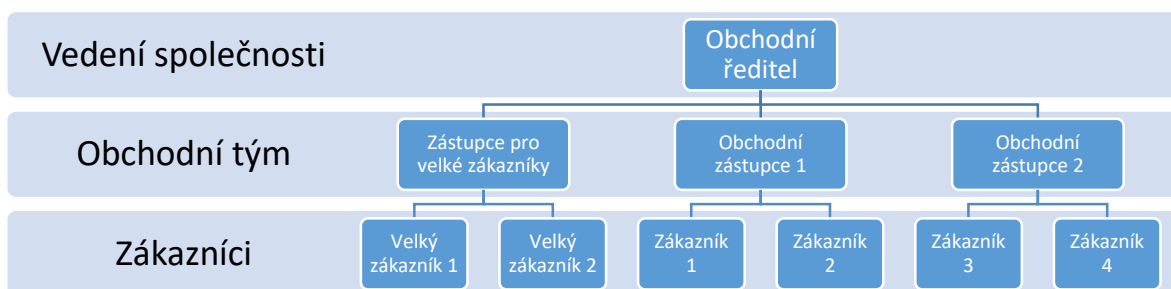 Vedení společnosti
Obchodní
ředitel
Obchodní tým
Zástupce pro
velké zákazníky
Obchodní
zástupce 1
Obchodní
zástupce 2
Zákazníci
Velký
zákazník 1
Velký
zákazník 2
Zákazník
1
Zákazník
2
Zákazník
3
Zákazník
4